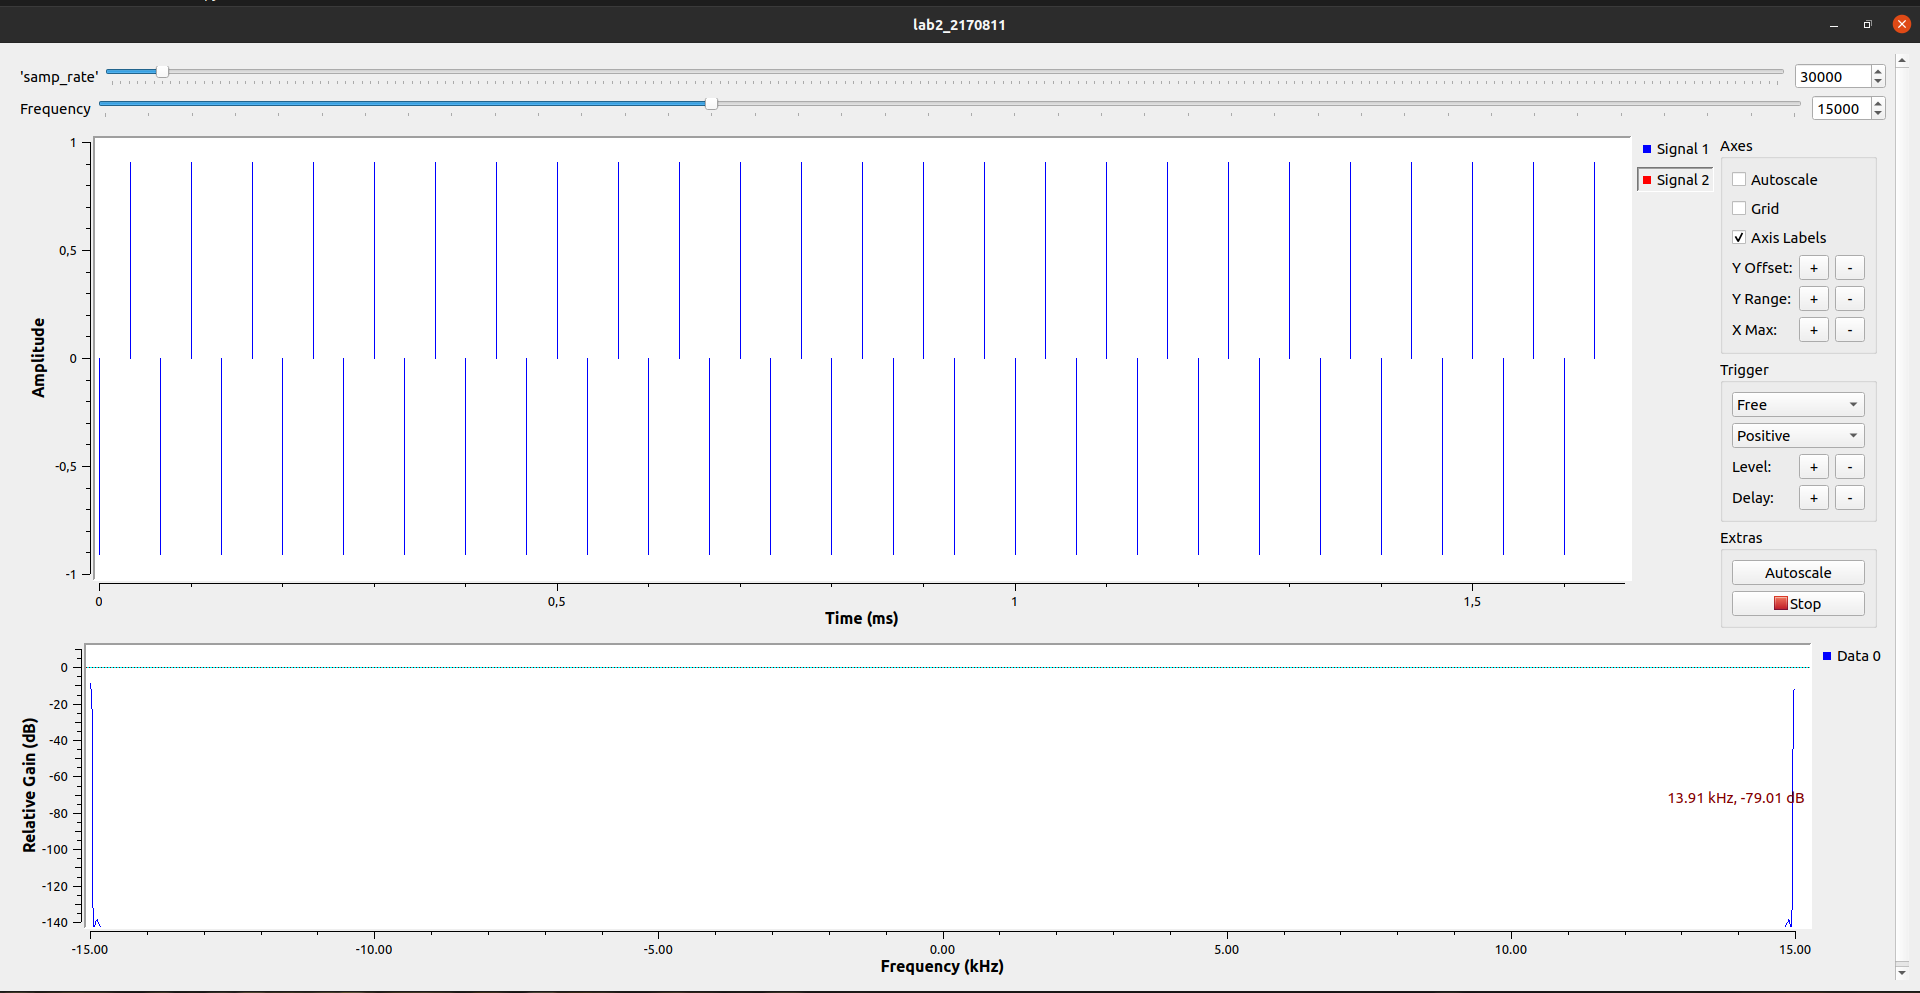 lab2_2170811
'samp_rate' 30000
Frequency 15000
1
0,5
0
-0,5
-1
Amplitude
0 0,5 1 1,5
Time (ms)
Signal 1
Signal 2
Axes
Autoscale
Grid
Axis Labels
Y Offset: + -
Y Range: + -
X Max: + -
Trigger
Free
Positive
Level: + -
Delay: + -
Extras
Autoscale
Stop
0
-20
-40
-60
-80
-100
-120
-140
Relative Gain (dB)
Data 0
13.91 kHz, -79.01 dB
-15.00 -10.00 -5.00 0.00 5.00 10.00 15.00
Frequency (kHz)